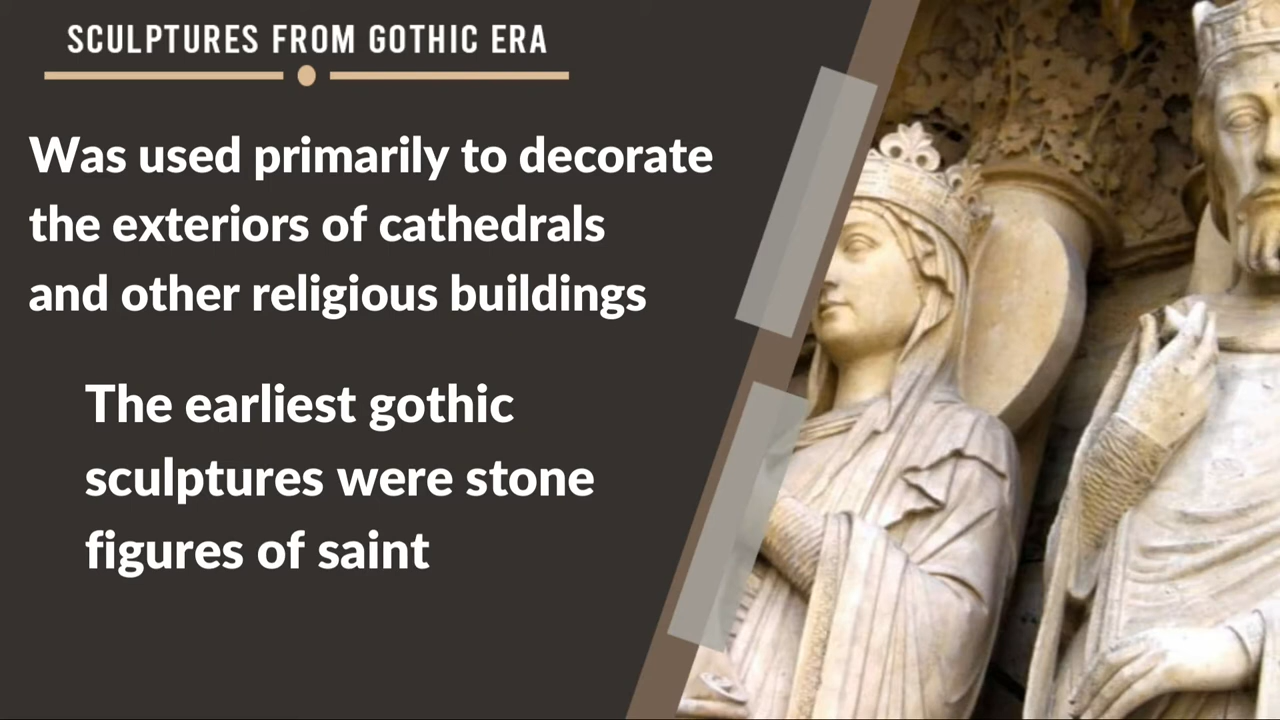 SCULPTURES FROM GOTHIC ERA
Was used primarily to decorate
the exteriors of cathedrals
and other religious buildings
The earliest gothic
sculptures were stone
figures of saint